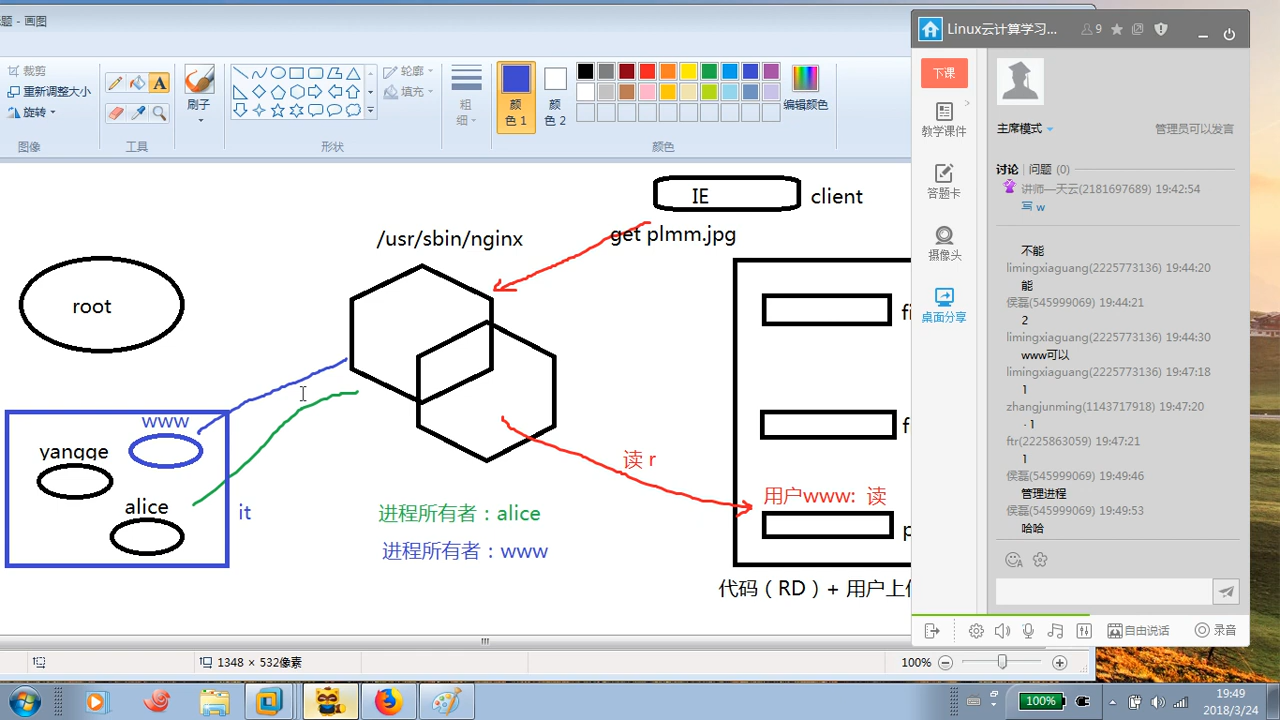 题 - 画图
裁剪
重新调整大小
旋转
图像
A
工具
刷子
形状
轮廓
填充
粗
细
颜
色 1
颜
色 2
编辑颜色
颜色
IE
client
get plmm.jpg
/usr/sbin/nginx
root
www
yangge
alice
it
读 r
用户www: 读
进程所有者：alice
进程所有者：www
代码（RD）+ 用户上
1348 × 532像素
100%
Linux云计算学习...
9
下课
教学课件
答题卡
摄像头
桌面分享
主席模式
管理员可以发言
讨论 | 问题 (0)
讲师—天云(2181697689) 19:42:54
写 w
不能
limingxiaguang(2225773136) 19:44:20
能
侯磊(545999069) 19:44:21
2
limingxiaguang(2225773136) 19:44:30
www可以
limingxiaguang(2225773136) 19:47:18
1
zhangjunming(1143717918) 19:47:20
· 1
ftr(2225863059) 19:47:21
1
侯磊(545999069) 19:49:46
管理进程
侯磊(545999069) 19:49:53
哈哈
自由说话
录音
100%
19:49
2018/3/24